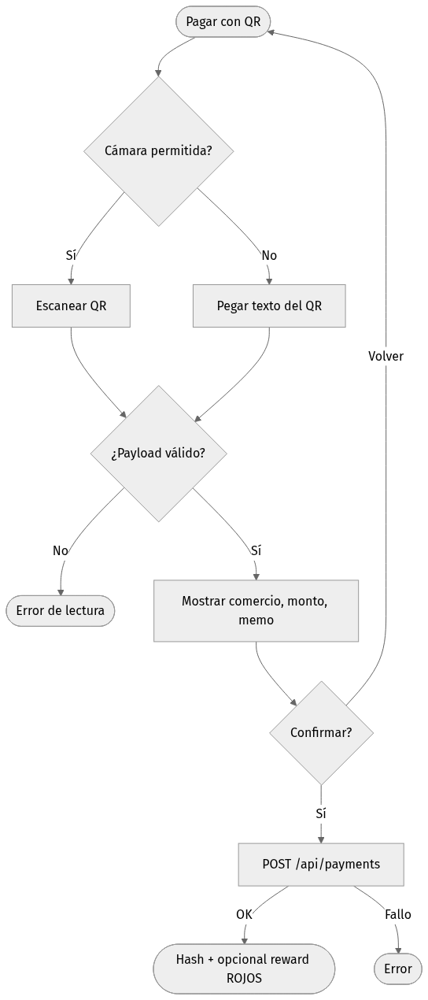 Pagar con QR
Cámara permitida?
Sí
No
Escanear QR
Pegar texto del QR
Volver
¿Payload válido?
No
Sí
Mostrar comercio, monto,
memo
Error de lectura
Confirmar?
Sí
POST /api/payments
OK
Fallo
Hash + opcional reward
ROJOS
Error